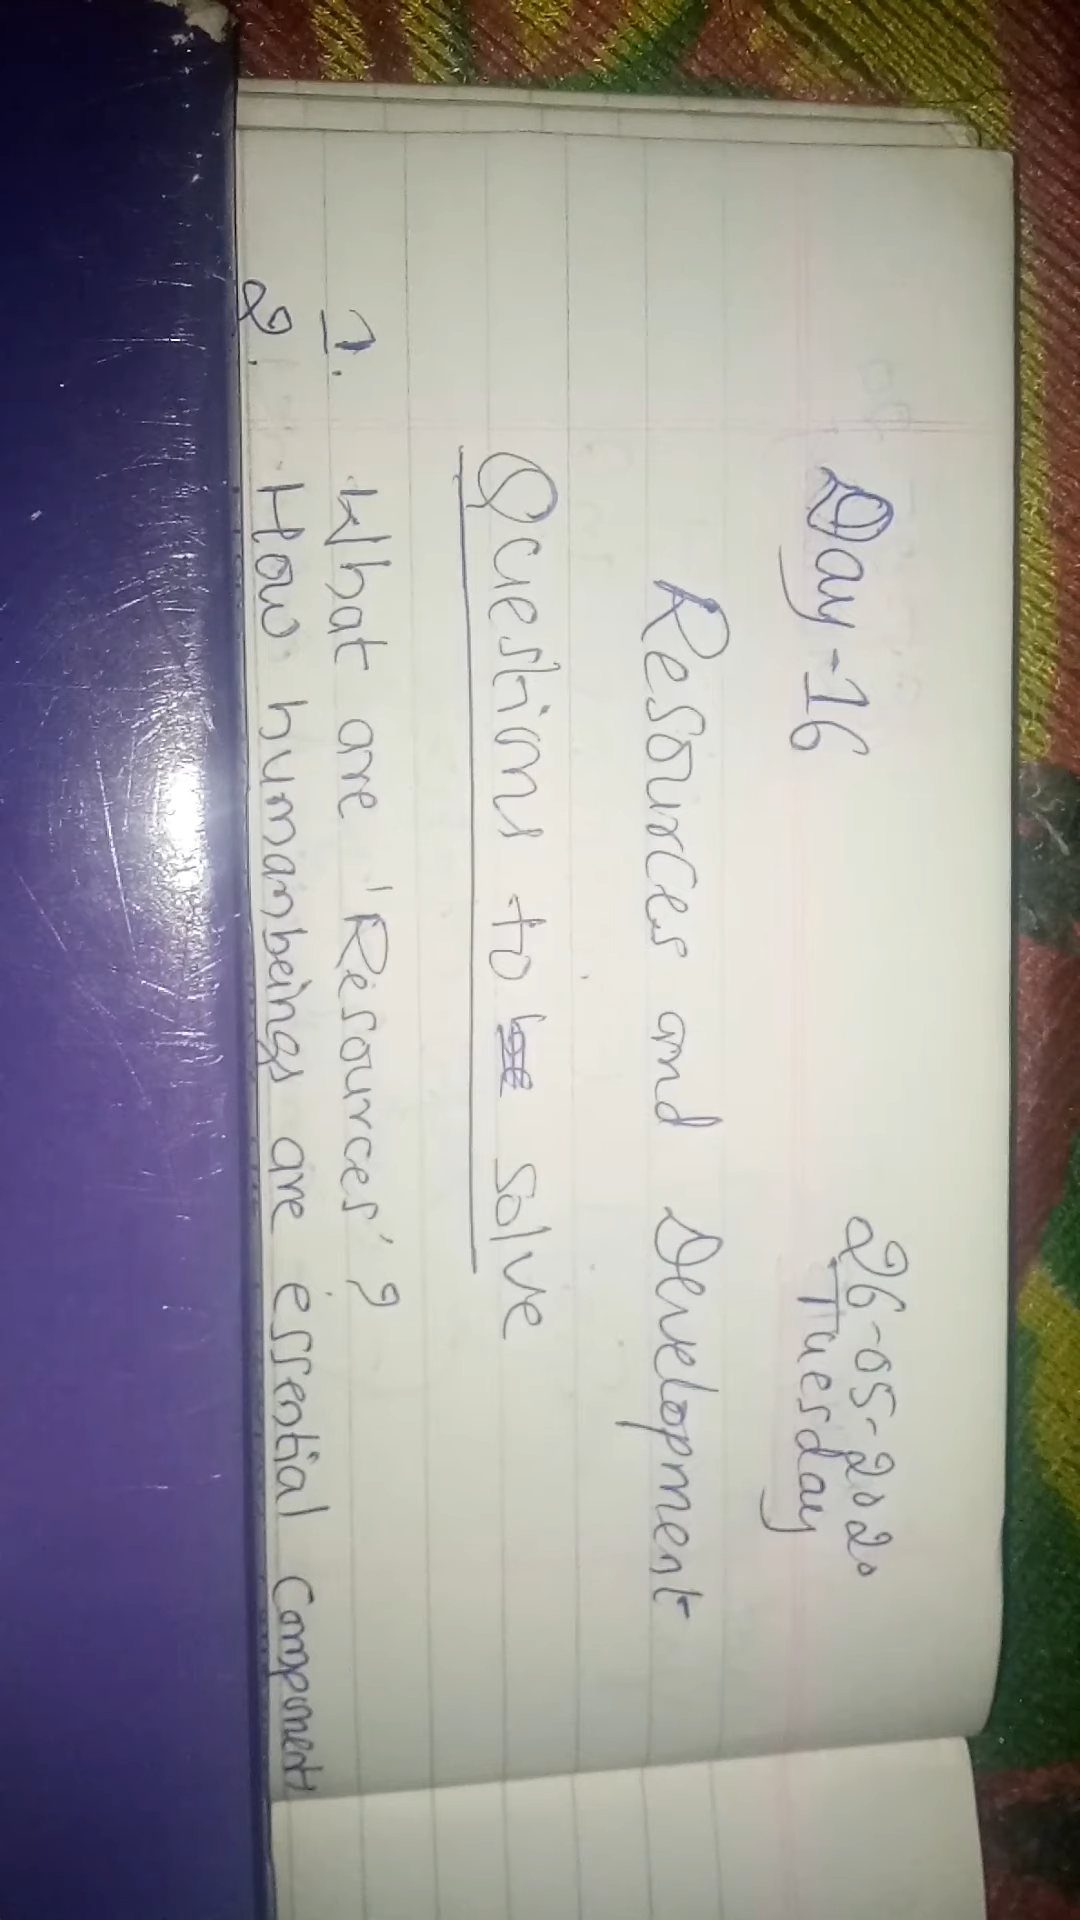 Day-16
26-05-2020
Tuesday
Resources and Development
Questions to solve
1. What are 'Resources'?
2. How humanbeings are essential components